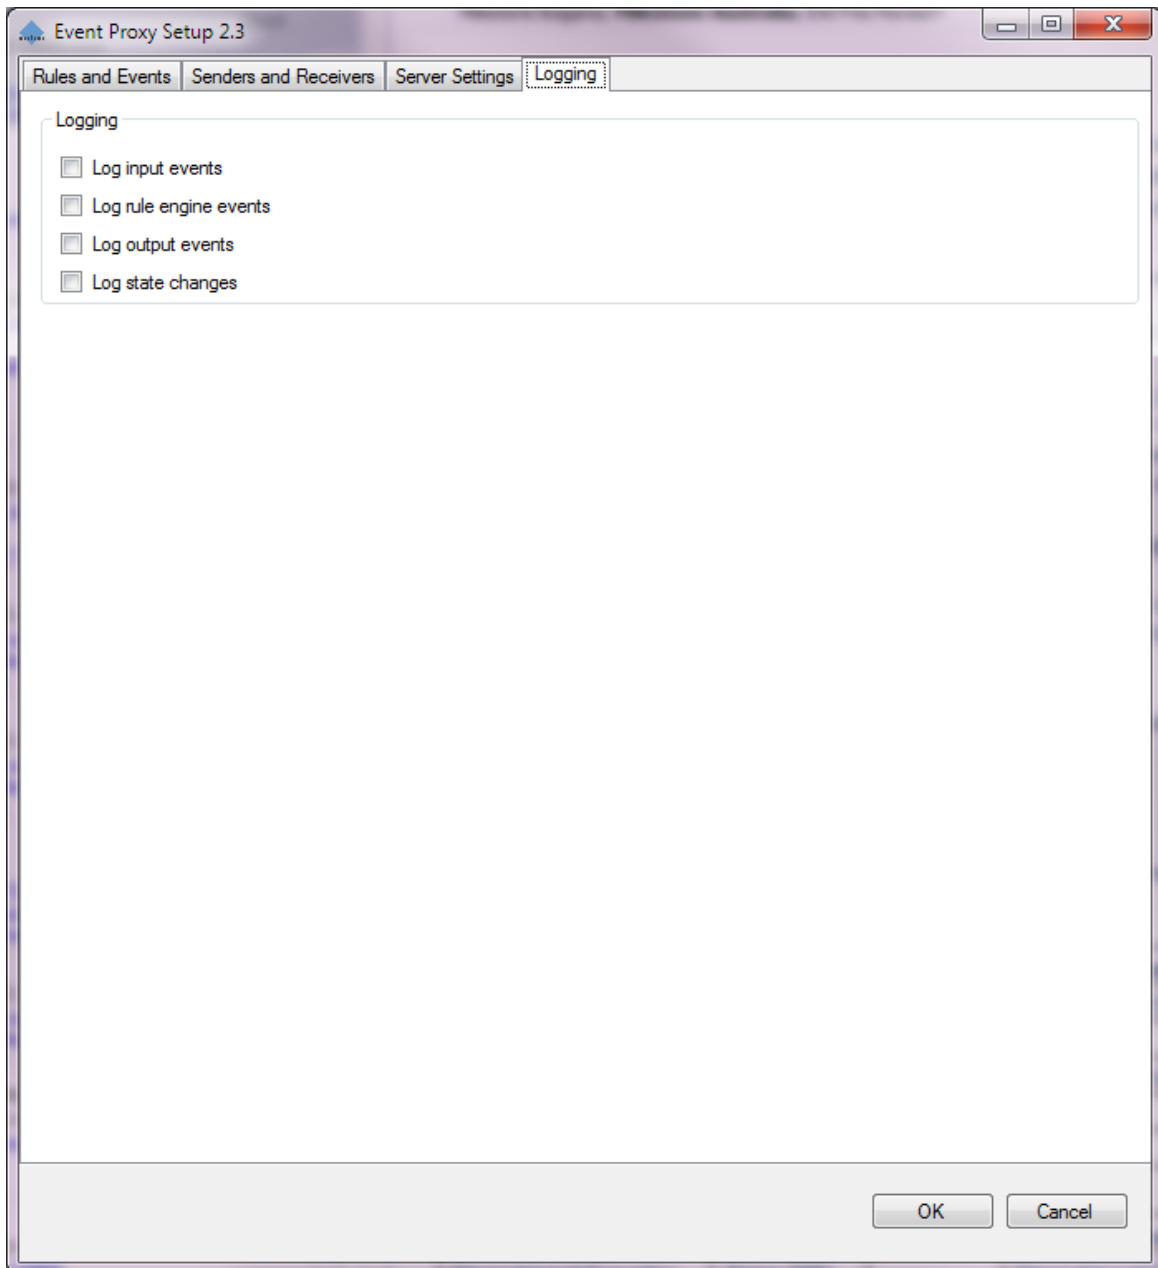 Event Proxy Setup 2.3
Rules and Events Senders and Receivers Server Settings Logging
Logging
Log input events
Log rule engine events
Log output events
Log state changes
OK Cancel